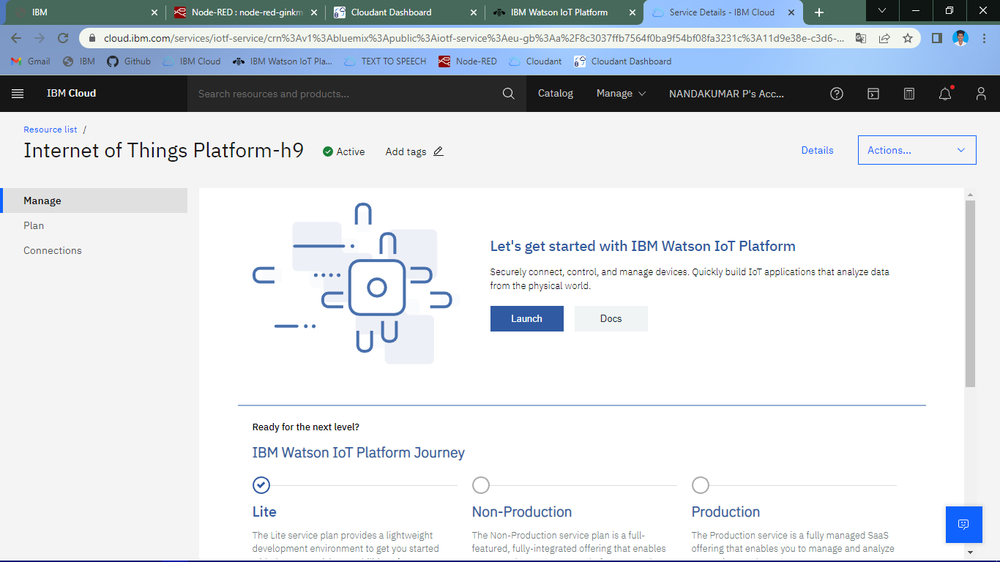 IBM
Node-RED : node-red-ginkm
Cloudant Dashboard
IBM Watson IoT Platform
Service Details - IBM Cloud
cloud.ibm.com/services/iotf-service/crn%3Av1%3Abluemix%3Apublic%3Aiotf-service%3Aeu-gb%3Aa%2F8c3037ffb7564f0ba9f54bf08fa3231c%3A11d9e38e-c3d6-...
Gmail
IBM
Github
IBM Cloud
IBM Watson IoT Pla...
TEXT TO SPEECH
Node-RED
Cloudant
Cloudant Dashboard
IBM Cloud
Search resources and products...
Catalog
Manage
NANDAKUMAR P's Acc...
Resource list /
Internet of Things Platform-h9
Active
Add tags
Details
Actions...
Manage
Plan
Connections
Let's get started with IBM Watson IoT Platform
Securely connect, control, and manage devices. Quickly build IoT applications that analyze data
from the physical world.
Launch
Docs
Ready for the next level?
IBM Watson IoT Platform Journey
Lite
The Lite service plan provides a lightweight
development environment to get you started
Non-Production
The Non-Production service plan is a full-
featured, fully-integrated offering that enables
Production
The Production service is a fully managed SaaS
offering that enables you to manage and analyze